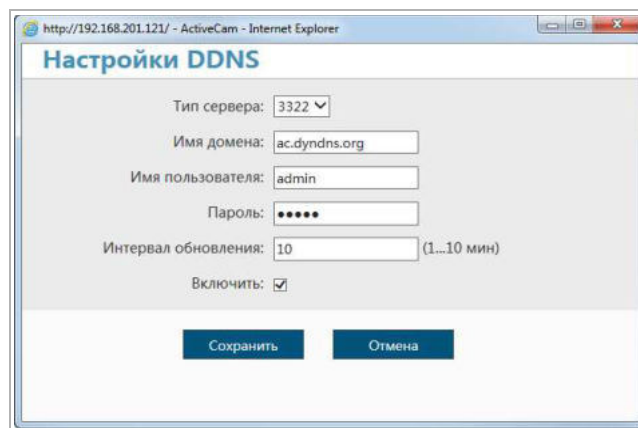 http://192.168.201.121/ - ActiveCam - Internet Explorer
Настройки DDNS
Тип сервера: 3322
Имя домена: ac.dyndns.org
Имя пользователя: admin
Пароль: •••••
Интервал обновления: 10 (1...10 мин)
Включить:
Сохранить Отмена